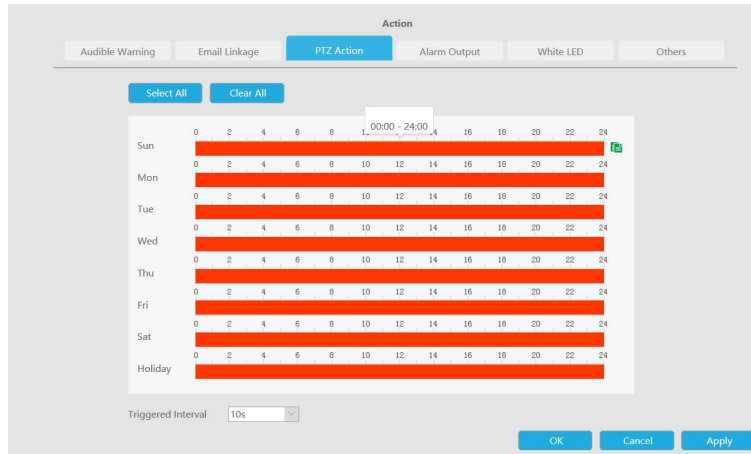 Action
Audible Warning Email Linkage PTZ Action Alarm Output White LED Others
Select All Clear All
00:00 - 24:00
0 2 4 6 8 16 18 20 22 24
Sun
0 2 4 6 8 10 12 14 16 18 20 22 24
Mon
0 2 4 6 8 10 12 14 16 18 20 22 24
Tue
0 2 4 6 8 10 12 14 16 18 20 22 24
Wed
0 2 4 6 8 10 12 14 16 18 20 22 24
Thu
0 2 4 6 8 10 12 14 16 18 20 22 24
Fri
0 2 4 6 8 10 12 14 16 18 20 22 24
Sat
0 2 4 6 8 10 12 14 16 18 20 22 24
Holiday
Triggered Interval 10s
OK Cancel Apply